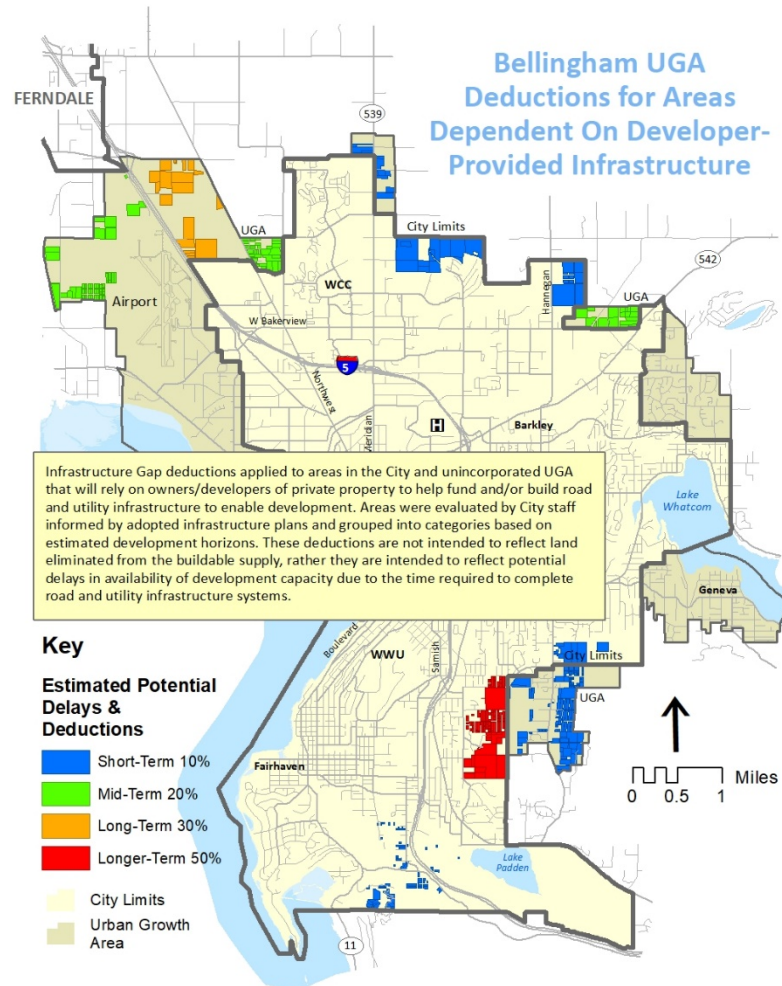 Bellingham UGA
Deductions for Areas
Dependent On Developer-
Provided Infrastructure
FERNDALE
539
UGA
City Limits
542
WCC
Hannegan
UGA
Airport
W Bakerview
5
Northwest
Meridian
H
Barkley
Infrastructure Gap deductions applied to areas in the City and unincorporated UGA
that will rely on owners/developers of private property to help fund and/or build road
and utility infrastructure to enable development. Areas were evaluated by City staff
informed by adopted infrastructure plans and grouped into categories based on
estimated development horizons. These deductions are not intended to reflect land
eliminated from the buildable supply, rather they are intended to reflect potential
delays in availability of development capacity due to the time required to complete
road and utility infrastructure systems.
Lake
Whatcom
Geneva
Boulevard
WWU
Samish
City Limits
UGA
Fairhaven
Lake
Padden
11
Key
Estimated Potential
Delays &
Deductions
Short-Term 10%
Mid-Term 20%
Long-Term 30%
Longer-Term 50%
City Limits
Urban Growth
Area
Miles
0 0.5 1